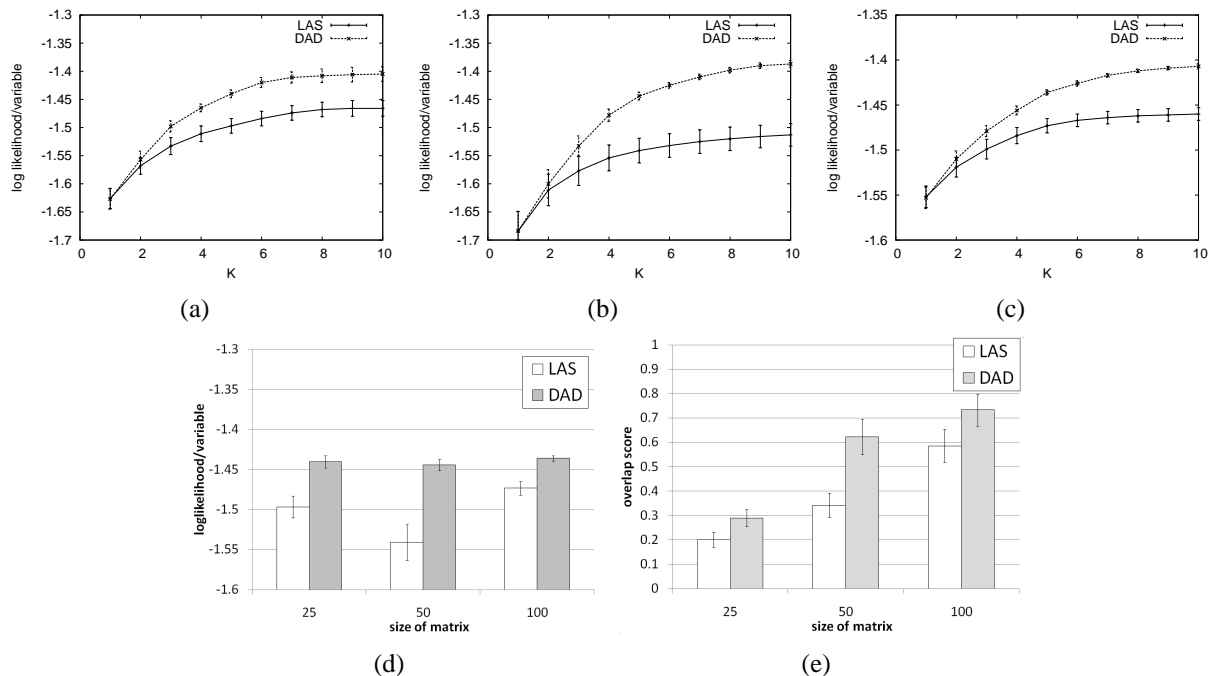 -1.3
-1.35
-1.4
-1.45
-1.5
-1.55
-1.6
-1.65
-1.7
0 2 4 6 8 10
K
log likelihood/variable
LAS
DAD
(a)
-1.3
-1.35
-1.4
-1.45
-1.5
-1.55
-1.6
-1.65
-1.7
0 2 4 6 8 10
K
log likelihood/variable
LAS
DAD
(b)
-1.35
-1.4
-1.45
-1.5
-1.55
-1.6
0 2 4 6 8 10
K
log likelihood/variable
LAS
DAD
(c)
-1.3
-1.35
-1.4
-1.45
-1.5
-1.55
-1.6
25 50 100
size of matrix
loglikelihood/variable
LAS
DAD
(d)
1
0.9
0.8
0.7
0.6
0.5
0.4
0.3
0.2
0.1
0
25 50 100
size of matrix
overlap score
LAS
DAD
(e)